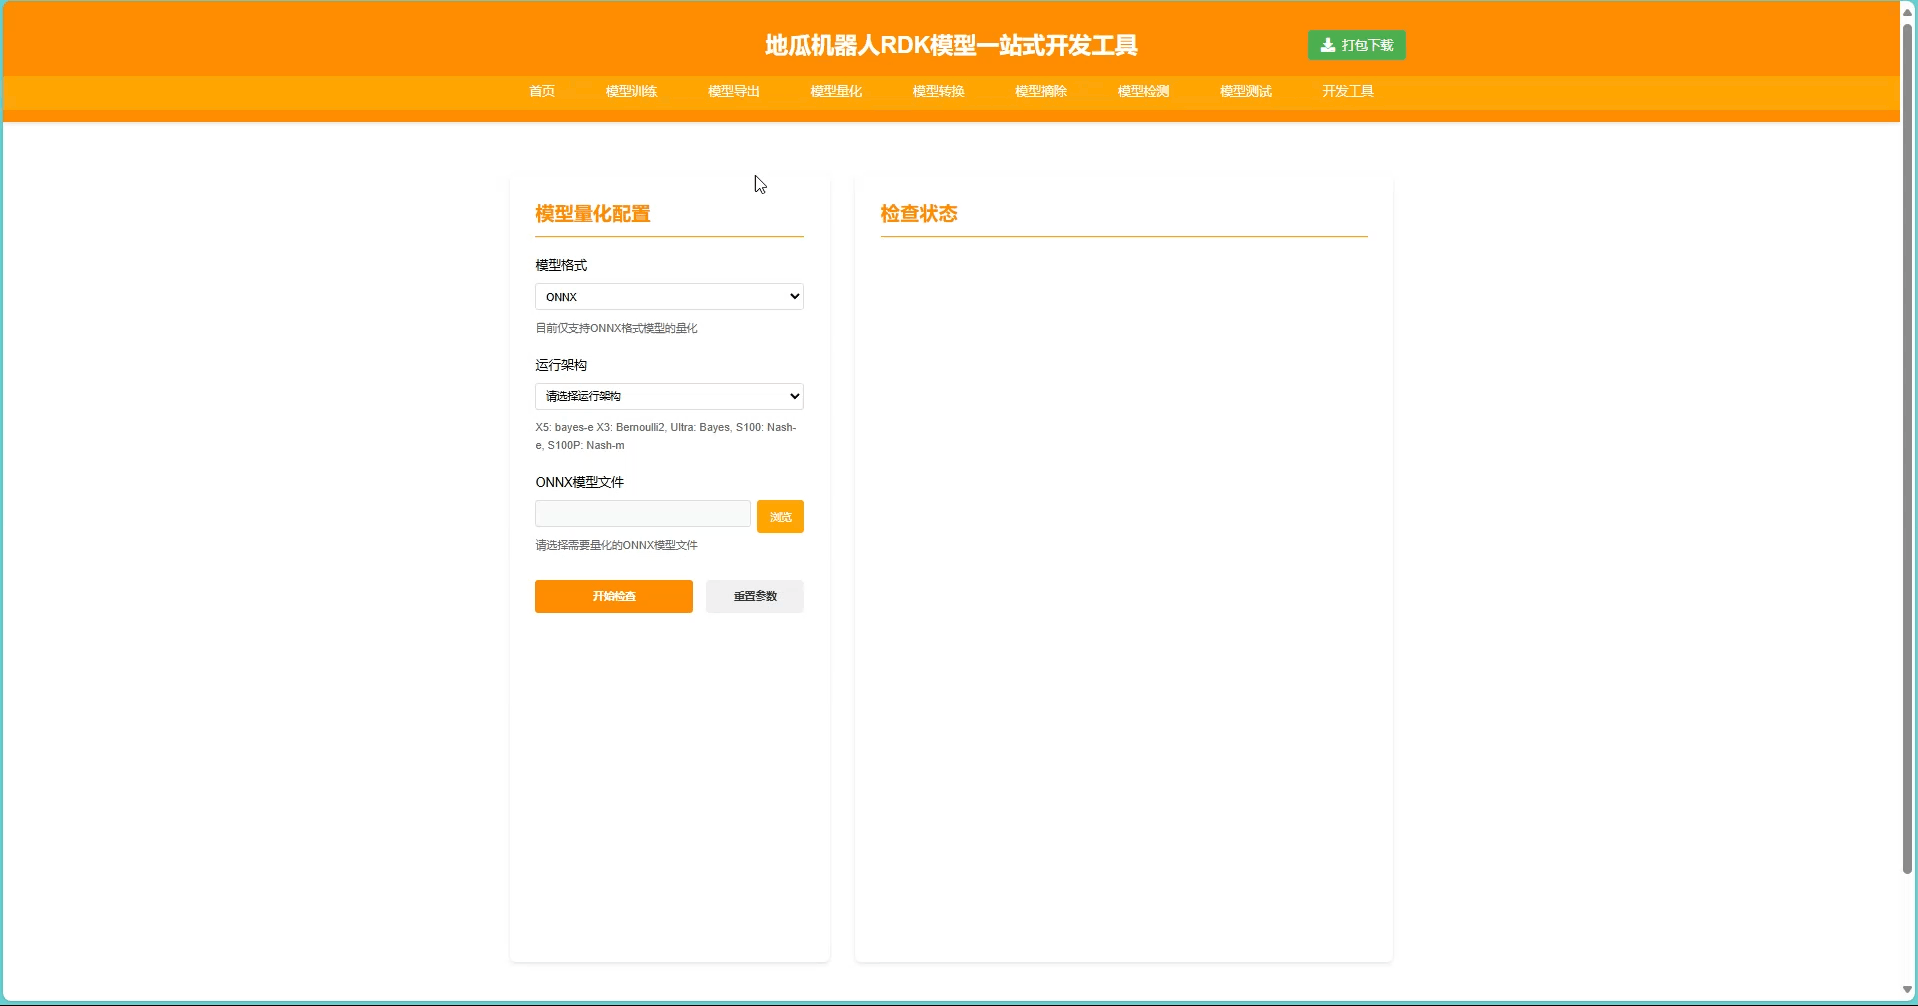 地瓜机器人RDK模型一站式开发工具
打包下载
首页 模型训练 模型导出 模型量化 模型转换 模型摘除 模型检测 模型测试 开发工具
模型量化配置
模型格式
ONNX
目前仅支持ONNX格式模型的量化
运行架构
请选择运行架构
X5: bayes-e X3: Bernoulli2, Ultra: Bayes, S100: Nash-
e, S100P: Nash-m
ONNX模型文件
浏览
请选择需要量化的ONNX模型文件
开始检查 重置参数
检查状态